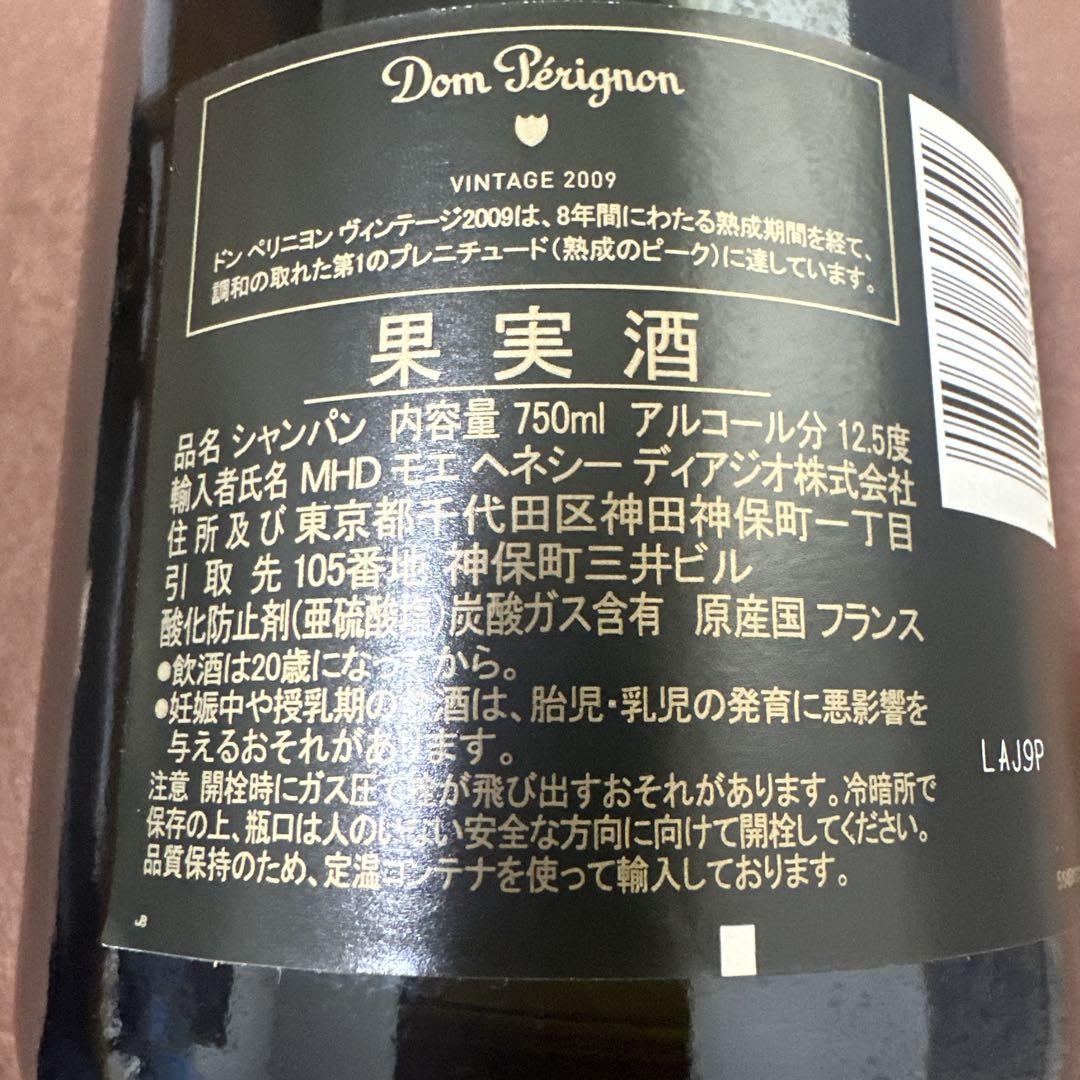 Dom Pérignon
VINTAGE 2009
ドン ペリニヨン ヴィンテージ2009は、8年間にわたる熟成期間を経て、
調和の取れた第1のプレニチュード(熟成のピーク)に達しています。
果実酒
品名 シャンパン 内容量 750ml アルコール分 12.5度
輸入者氏名 MHD モエ ヘネシー ディアジオ株式会社
住所及び 東京都千代田区神田神保町一丁目
引取先 105番地 神保町三井ビル
酸化防止剤(亜硫酸塩)炭酸ガス含有 原産国 フランス
●飲酒は20歳になってから。
●妊娠中や授乳期の飲酒は、胎児・乳児の発育に悪影響を
与えるおそれがあります。
注意 開栓時にガス圧で栓が飛び出すおそれがあります。冷暗所で
保存の上、瓶口は人のいない安全な方向に向けて開栓してください。
品質保持のため、定温コンテナを使って輸入しております。
LAJ9P